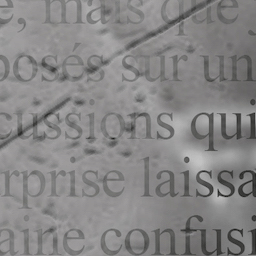 e, mais que j
posés sur un
cussions qui
rprise laissa
aine confusi